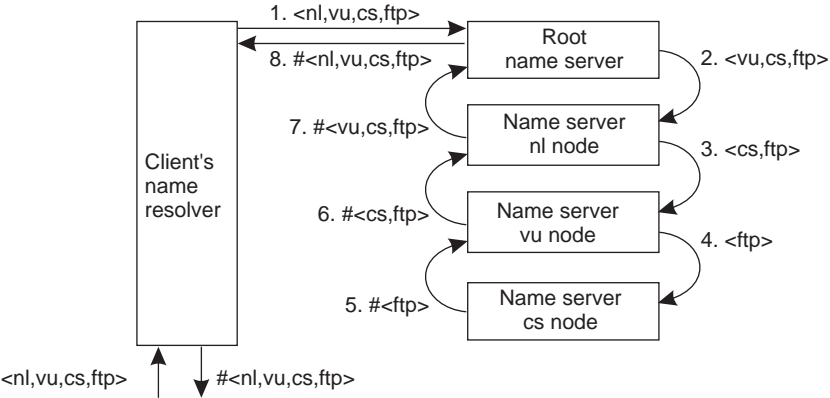 1. <nl,vu,cs,ftp>
8. #<nl,vu,cs,ftp>
Root
name server
2. <vu,cs,ftp>
7. #<vu,cs,ftp>
Name server
nl node
3. <cs,ftp>
Client's
name
resolver
6. #<cs,ftp>
Name server
vu node
4. <ftp>
5. #<ftp>
Name server
cs node
<nl,vu,cs,ftp>
#<nl,vu,cs,ftp>